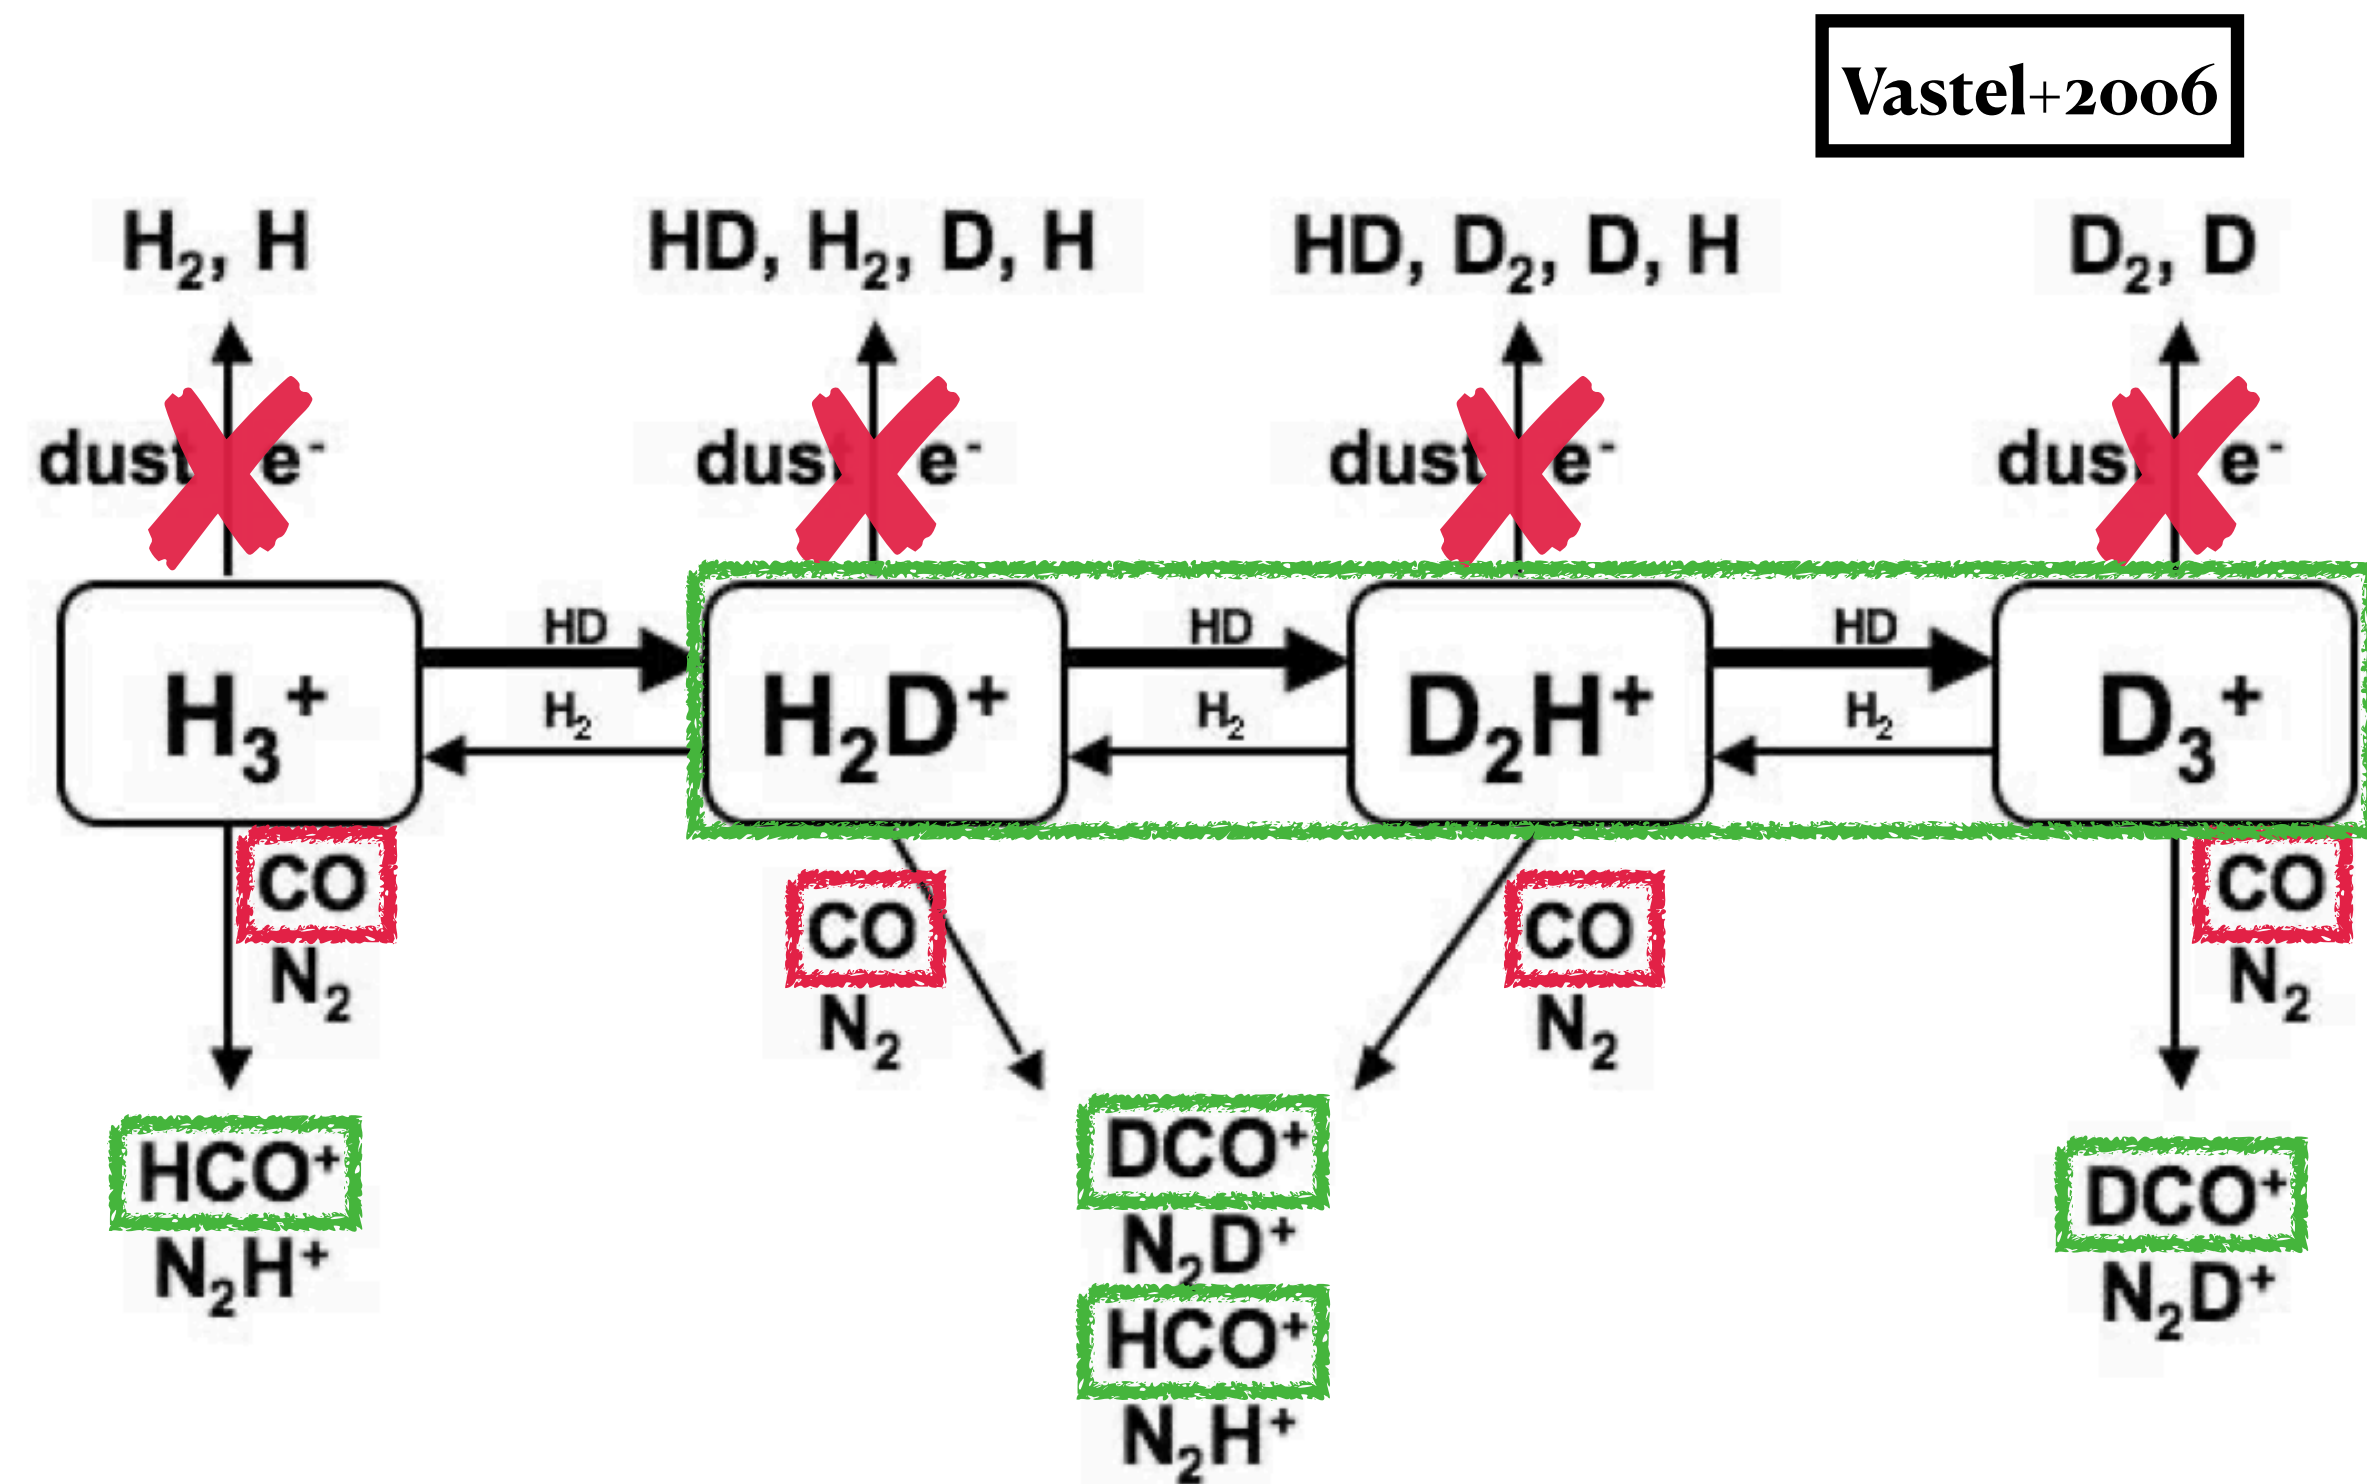 Vastel+2006
H₂, H
HD, H₂, D, H
HD, D₂, D, H
D₂, D
dust e⁻
dust e⁻
dust e⁻
dust e⁻
H₃⁺
HD
H₂
H₂D⁺
HD
H₂
D₂H⁺
HD
H₂
D₃⁺
CO
N₂
CO
N₂
CO
N₂
CO
N₂
HCO⁺
N₂H⁺
DCO⁺
N₂D⁺
HCO⁺
N₂H⁺
DCO⁺
N₂D⁺